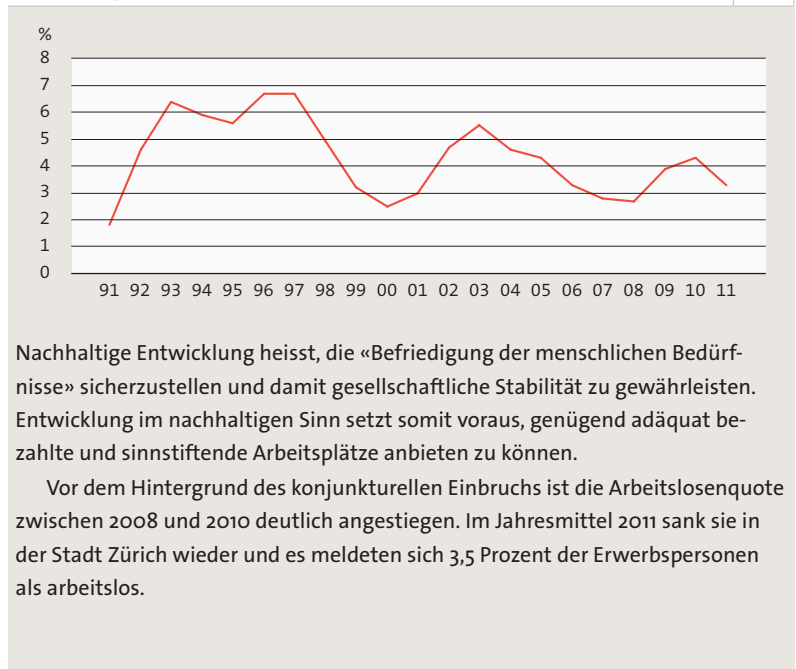 %
8
7
6
5
4
3
2
1
0
91 92 93 94 95 96 97 98 99 00 01 02 03 04 05 06 07 08 09 10 11
Nachhaltige Entwicklung heisst, die «Befriedigung der menschlichen Bedürf-
nisse» sicherzustellen und damit gesellschaftliche Stabilität zu gewährleisten.
Entwicklung im nachhaltigen Sinn setzt somit voraus, genügend adäquat be-
zahlte und sinnstiftende Arbeitsplätze anbieten zu können.
Vor dem Hintergrund des konjunkturellen Einbruchs ist die Arbeitslosenquote
zwischen 2008 und 2010 deutlich angestiegen. Im Jahresmittel 2011 sank sie in
der Stadt Zürich wieder und es meldeten sich 3,5 Prozent der Erwerbspersonen
als arbeitslos.